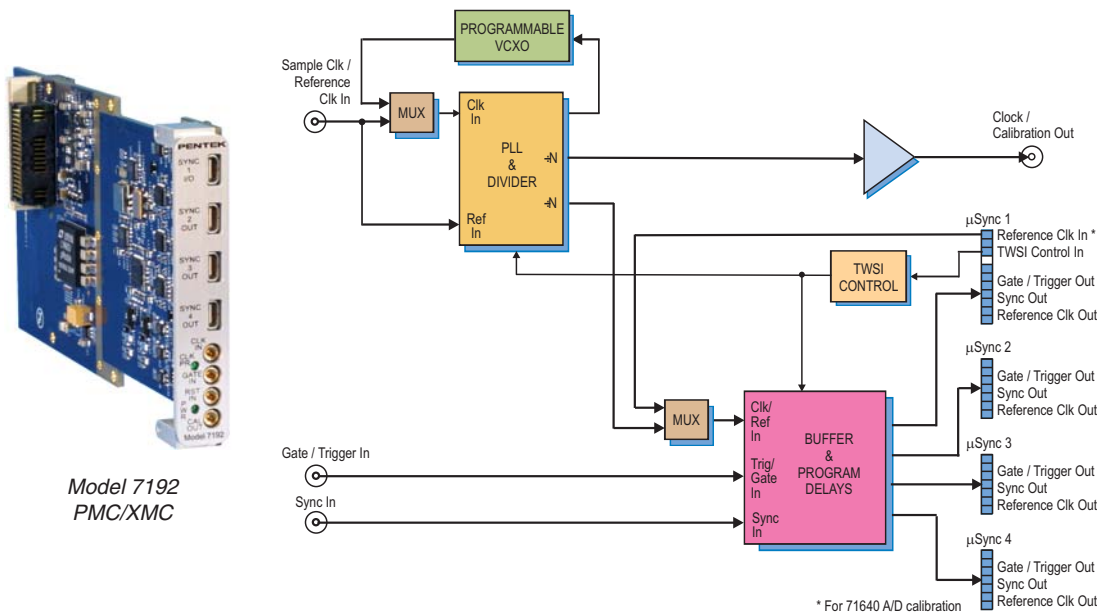 PENTEK
SYNC
1
I/O
SYNC
2
OUT
SYNC
3
OUT
SYNC
4
OUT
CLK
IN
CLK
PR
GATE
IN
RST
IN
P
W
R
CAL
OUT
Model 7192
Model 7192
PMC/XMC
PROGRAMMABLE
VCXO
Sample Clk /
Reference
Clk In
MUX
Clk
In
PLL
&
DIVIDER
÷N
÷N
Ref
In
Clock /
Calibration Out
TWSI
CONTROL
μSync 1
Reference Clk In *
TWSI Control In
Gate / Trigger Out
Sync Out
Reference Clk Out
μSync 2
Gate / Trigger Out
Sync Out
Reference Clk Out
MUX
Clk/
Ref
In
BUFFER
&
PROGRAM
DELAYS
Trig/
Gate
In
Sync
In
Gate / Trigger In
Sync In
μSync 3
Gate / Trigger Out
Sync Out
Reference Clk Out
μSync 4
Gate / Trigger Out
Sync Out
Reference Clk Out
* For 71640 A/D calibration